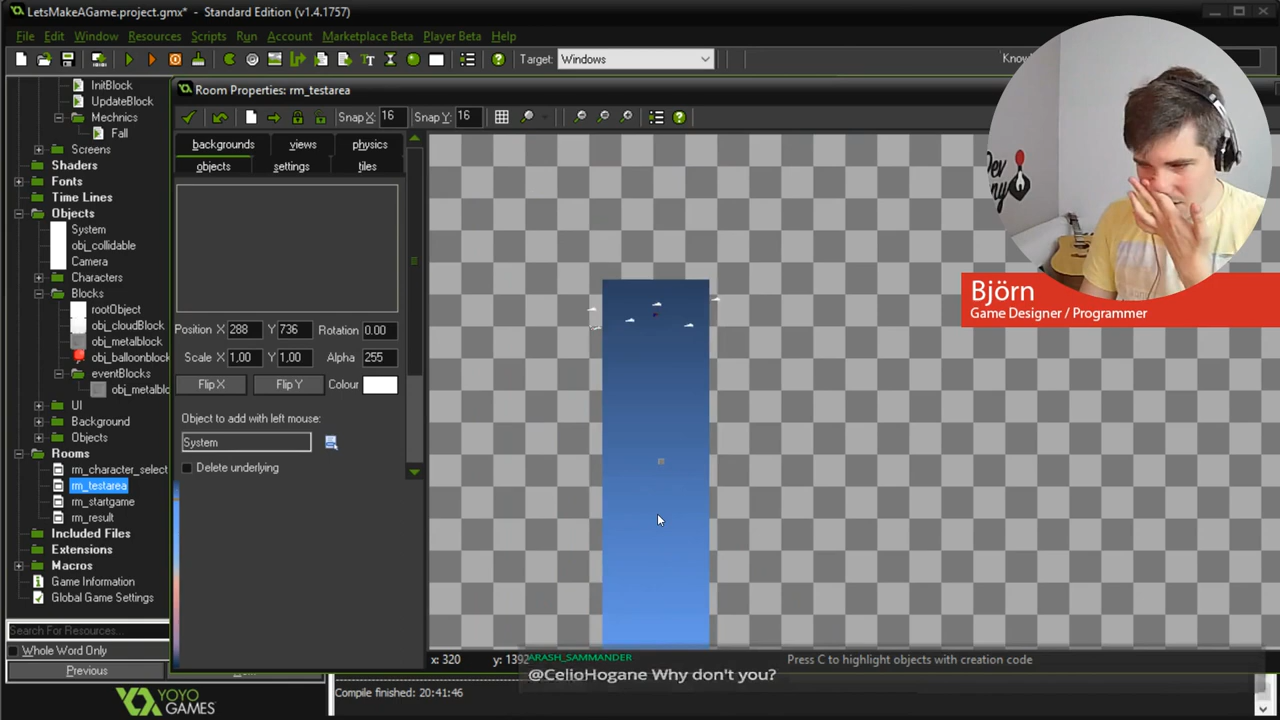 LetsMakeAGame.project.gmx* - Standard Edition (v1.4.1757)
File Edit Window Resources Scripts Run Account Marketplace Beta Player Beta Help
Target: Windows
InitBlock
UpdateBlock
Mechnics
Fall
Screens
Shaders
Fonts
Time Lines
Objects
System
obj_collidable
Camera
Characters
Blocks
rootObject
obj_cloudBlock
obj_metalblock
obj_balloonblock
eventBlocks
obj_metalblo
UI
Background
Objects
Rooms
rm_character_select
rm_testarea
rm_startgame
rm_result
Included Files
Extensions
Macros
Game Information
Global Game Settings
Search For Resources...
Whole Word Only
Previous
YOYO
GAMES™
Room Properties: rm_testarea
Snap X: 16 Snap Y: 16
backgrounds views physics
objects settings tiles
Position X 288 Y 736 Rotation 0.00
Scale X 1,00 Y 1,00 Alpha 255
Flip X Flip Y Colour
Object to add with left mouse:
System
Delete underlying
x: 320 y: 1392 Press C to highlight objects with creation code
ARASH_SAMMANDER
@CelioHogane Why don't you?
Compile finished: 20:41:46
Björn
Game Designer / Programmer